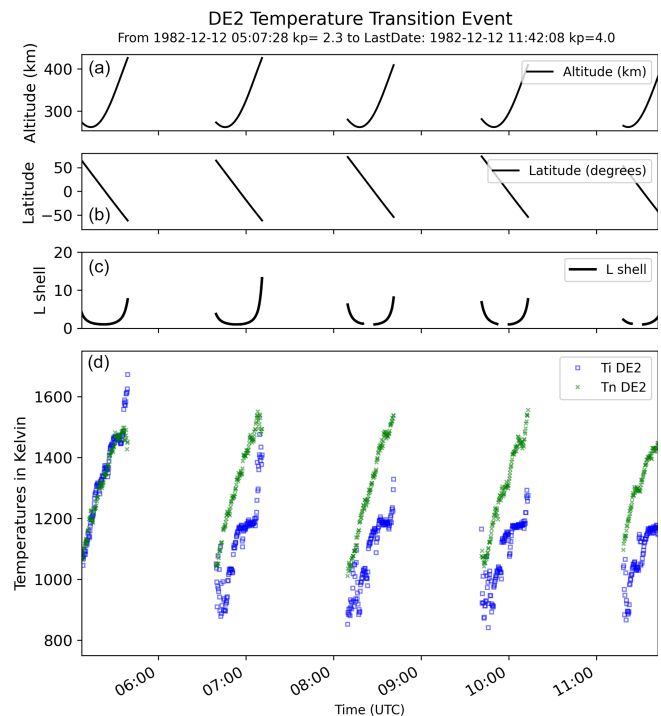 DE2 Temperature Transition Event
From 1982-12-12 05:07:28 kp= 2.3 to LastDate: 1982-12-12 11:42:08 kp=4.0
(a)
Altitude (km)
400
300
Altitude (km)
(b)
Latitude (degrees)
50
0
−50
Latitude
(c)
L shell
20
10
0
L shell
(d)
Ti DE2
Tn DE2
1600
1400
1200
1000
800
Temperatures in Kelvin
06:00
07:00
08:00
09:00
10:00
11:00
Time (UTC)